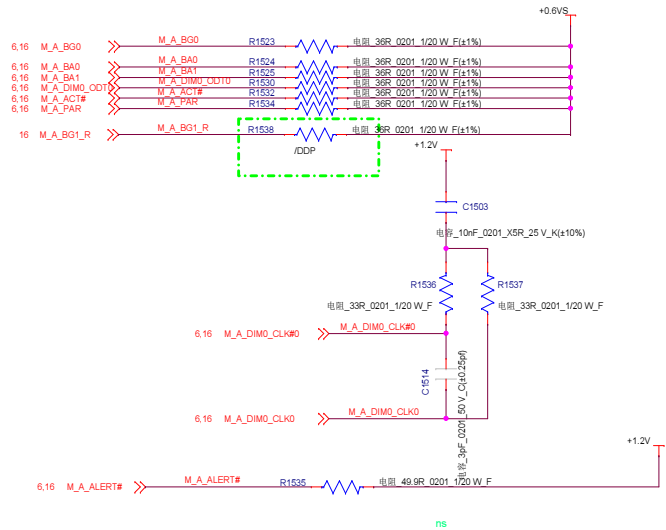 +0.6VS
6,16 M_A_BG0 M_A_BG0 R1523 电阻_36R_0201_1/20 W_F(±1%)
6,16 M_A_BA0 M_A_BA0 R1524 电阻_36R_0201_1/20 W_F(±1%)
6,16 M_A_BA1 M_A_BA1 R1525 电阻_36R_0201_1/20 W_F(±1%)
6,16 M_A_DIM0_ODT0 M_A_DIM0_ODT0 R1530 电阻_36R_0201_1/20 W_F(±1%)
6,16 M_A_ACT# M_A_ACT# R1532 电阻_36R_0201_1/20 W_F(±1%)
6,16 M_A_PAR M_A_PAR R1534 电阻_36R_0201_1/20 W_F(±1%)
16 M_A_BG1_R M_A_BG1_R R1538 电阻_36R_0201_1/20 W_F(±1%)
/DDP
+1.2V
C1503
电容_10nF_0201_X5R_25 V_K(±10%)
R1536 R1537
电阻_33R_0201_1/20 W_F 电阻_33R_0201_1/20 W_F
6,16 M_A_DIM0_CLK#0 M_A_DIM0_CLK#0
C1514
电容_3pF_0201_50 V_C(±0.25pf)
6,16 M_A_DIM0_CLK0 M_A_DIM0_CLK0
+1.2V
6,16 M_A_ALERT# M_A_ALERT# R1535 电阻_49.9R_0201_1/20 W_F
ns